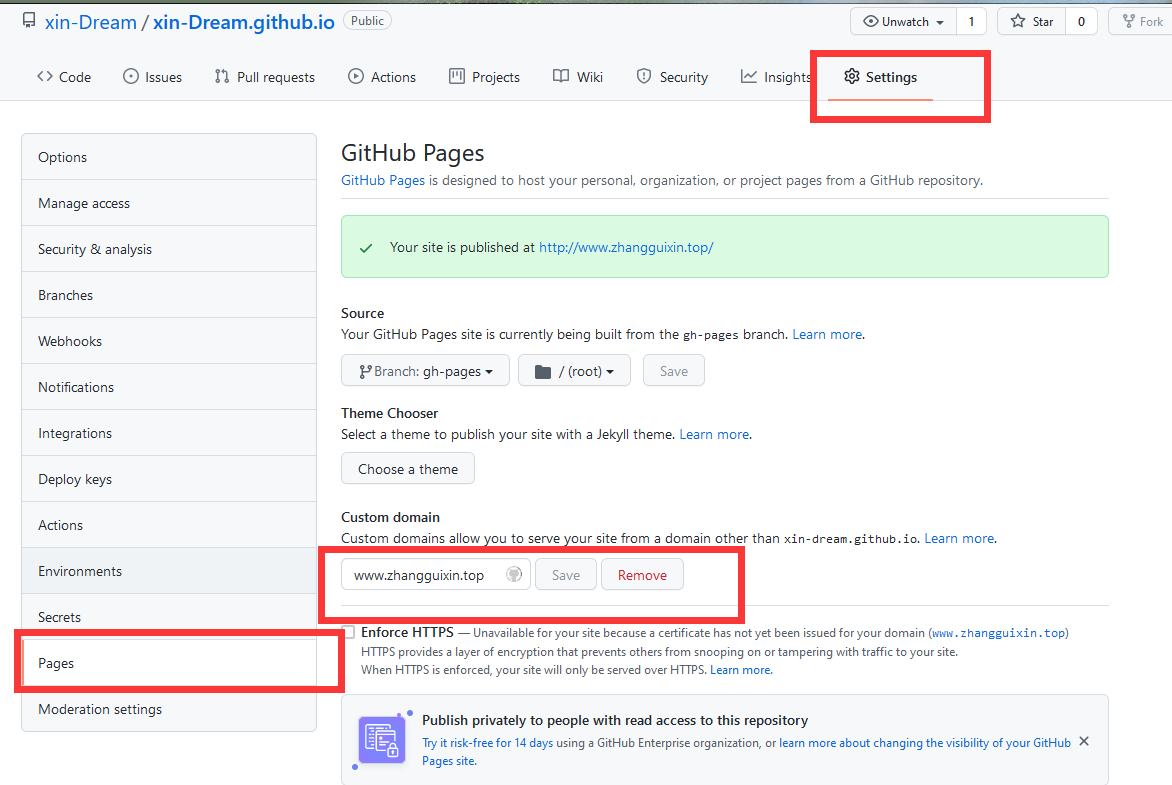 xin-Dream / xin-Dream.github.io Public
Unwatch 1 Star 0 Fork
Code Issues Pull requests Actions Projects Wiki Security Insights Settings
Options
Manage access
Security & analysis
Branches
Webhooks
Notifications
Integrations
Deploy keys
Actions
Environments
Secrets
Pages
Moderation settings
GitHub Pages
GitHub Pages is designed to host your personal, organization, or project pages from a GitHub repository.
Your site is published at http://www.zhangguixin.top/
Source
Your GitHub Pages site is currently being built from the gh-pages branch. Learn more.
Branch: gh-pages / (root) Save
Theme Chooser
Select a theme to publish your site with a Jekyll theme. Learn more.
Choose a theme
Custom domain
Custom domains allow you to serve your site from a domain other than xin-dream.github.io. Learn more.
www.zhangguixin.top Save Remove
Enforce HTTPS — Unavailable for your site because a certificate has not yet been issued for your domain (www.zhangguixin.top)
HTTPS provides a layer of encryption that prevents others from snooping on or tampering with traffic to your site.
When HTTPS is enforced, your site will only be served over HTTPS. Learn more.
Publish privately to people with read access to this repository
Try it risk-free for 14 days using a GitHub Enterprise organization, or learn more about changing the visibility of your GitHub
Pages site.